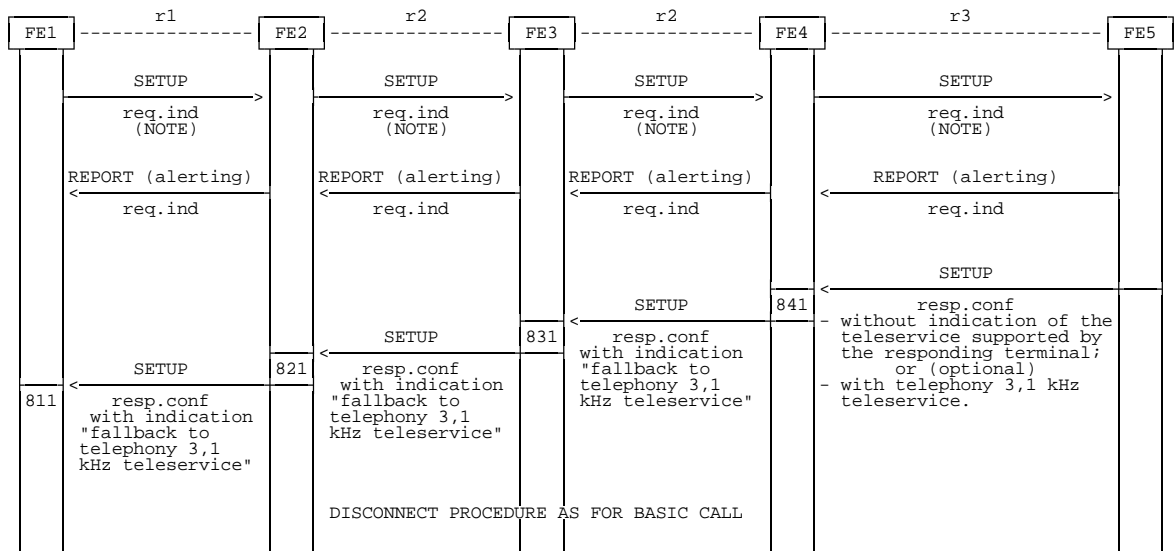 r1 r2 r2 r3
FE1 FE2 FE3 FE4 FE5
SETUP SETUP SETUP SETUP
req.ind req.ind req.ind req.ind
(NOTE) (NOTE) (NOTE) (NOTE)
REPORT (alerting) REPORT (alerting) REPORT (alerting) REPORT (alerting)
req.ind req.ind req.ind req.ind
SETUP
SETUP 841 resp.conf
- without indication of the
SETUP 831 resp.conf teleservice supported by
with indication the responding terminal;
SETUP 821 resp.conf "fallback to or (optional)
with indication telephony 3,1 - with telephony 3,1 kHz
811 resp.conf "fallback to kHz teleservice" teleservice.
with indication telephony 3,1
"fallback to kHz teleservice"
telephony 3,1
kHz teleservice"
DISCONNECT PROCEDURE AS FOR BASIC CALL